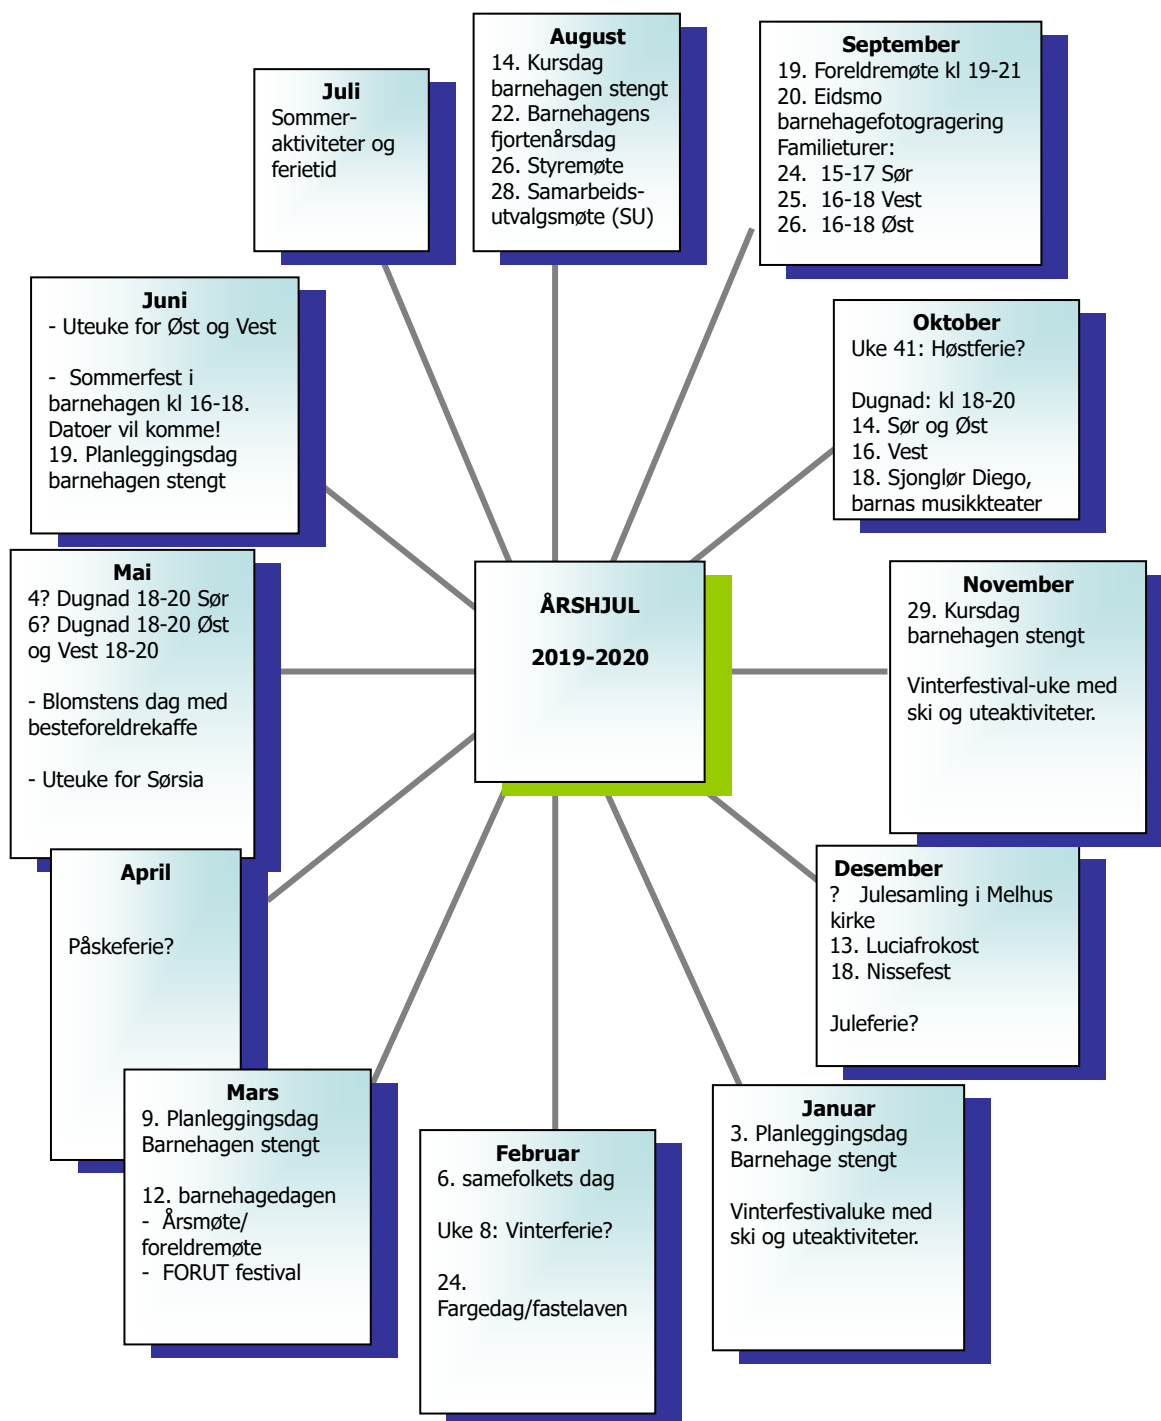 August
14. Kursdag
barnehagen stengt
22. Barnehagens
fjortenårsdag
26. Styremøte
28. Samarbeids-
utvalgsmøte (SU)
September
19. Foreldremøte kl 19-21
20. Eidsmo
barnehagefotogragering
Familieturer:
24.  15-17 Sør
25.  16-18 Vest
26.  16-18 Øst
Oktober
Uke 41: Høstferie?
Dugnad: kl 18-20
14. Sør og Øst
16. Vest
18. Sjonglør Diego,
barnas musikkteater
November
29. Kursdag
barnehagen stengt
Vinterfestival-uke med
ski og uteaktiviteter.
Desember
?   Julesamling i Melhus
kirke
13. Luciafrokost
18. Nissefest
Juleferie?
Januar
3. Planleggingsdag
Barnehage stengt
Vinterfestivaluke med
ski og uteaktiviteter.
Februar
6. samefolkets dag
Uke 8: Vinterferie?
24.
Fargedag/fastelaven
Mars
9. Planleggingsdag
Barnehagen stengt
12. barnehagedagen
-  Årsmøte/
foreldremøte
-  FORUT festival
April
Påskeferie?
Mai
4? Dugnad 18-20 Sør
6? Dugnad 18-20 Øst
og Vest 18-20
- Blomstens dag med
besteforeldrekaffe
- Uteuke for Sørsia
Juni
- Uteuke for Øst og Vest
-  Sommerfest i
barnehagen kl 16-18.
Datoer vil komme!
19. Planleggingsdag
barnehagen stengt
Juli
Sommer-
aktiviteter og
ferietid
ÅRSHJUL
2019-2020